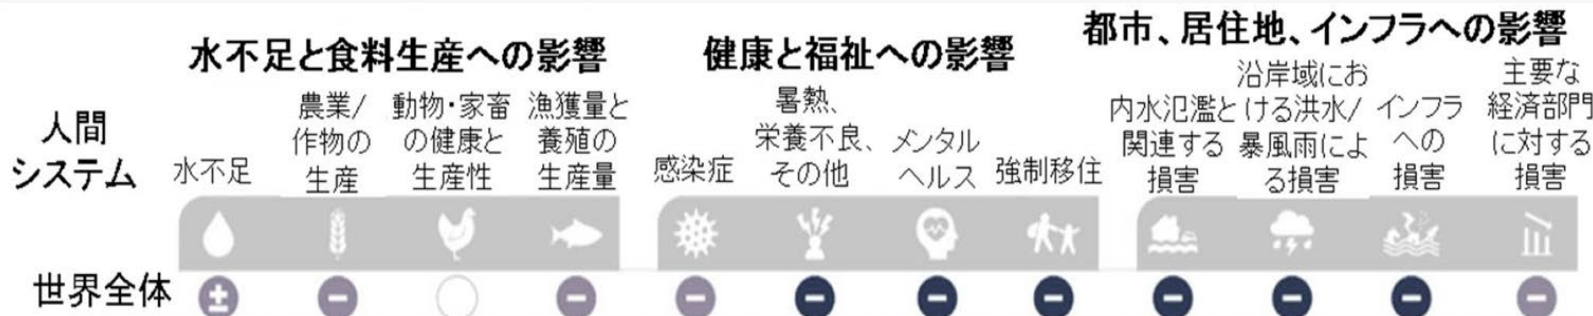 水不足と食料生産への影響
健康と福祉への影響
都市、居住地、インフラへの影響
人間
システム
水不足
農業/
作物の
生産
動物・家畜
の健康と
生産性
漁獲量と
養殖の
生産量
感染症
暑熱、
栄養不良、
その他
メンタル
ヘルス
強制移住
内水氾濫と
関連する
損害
沿岸域にお
ける洪水/
暴風雨によ
る損害
インフラ
への
損害
主要な
経済部門
に対する
損害
世界全体
± - - - - - - - - - -